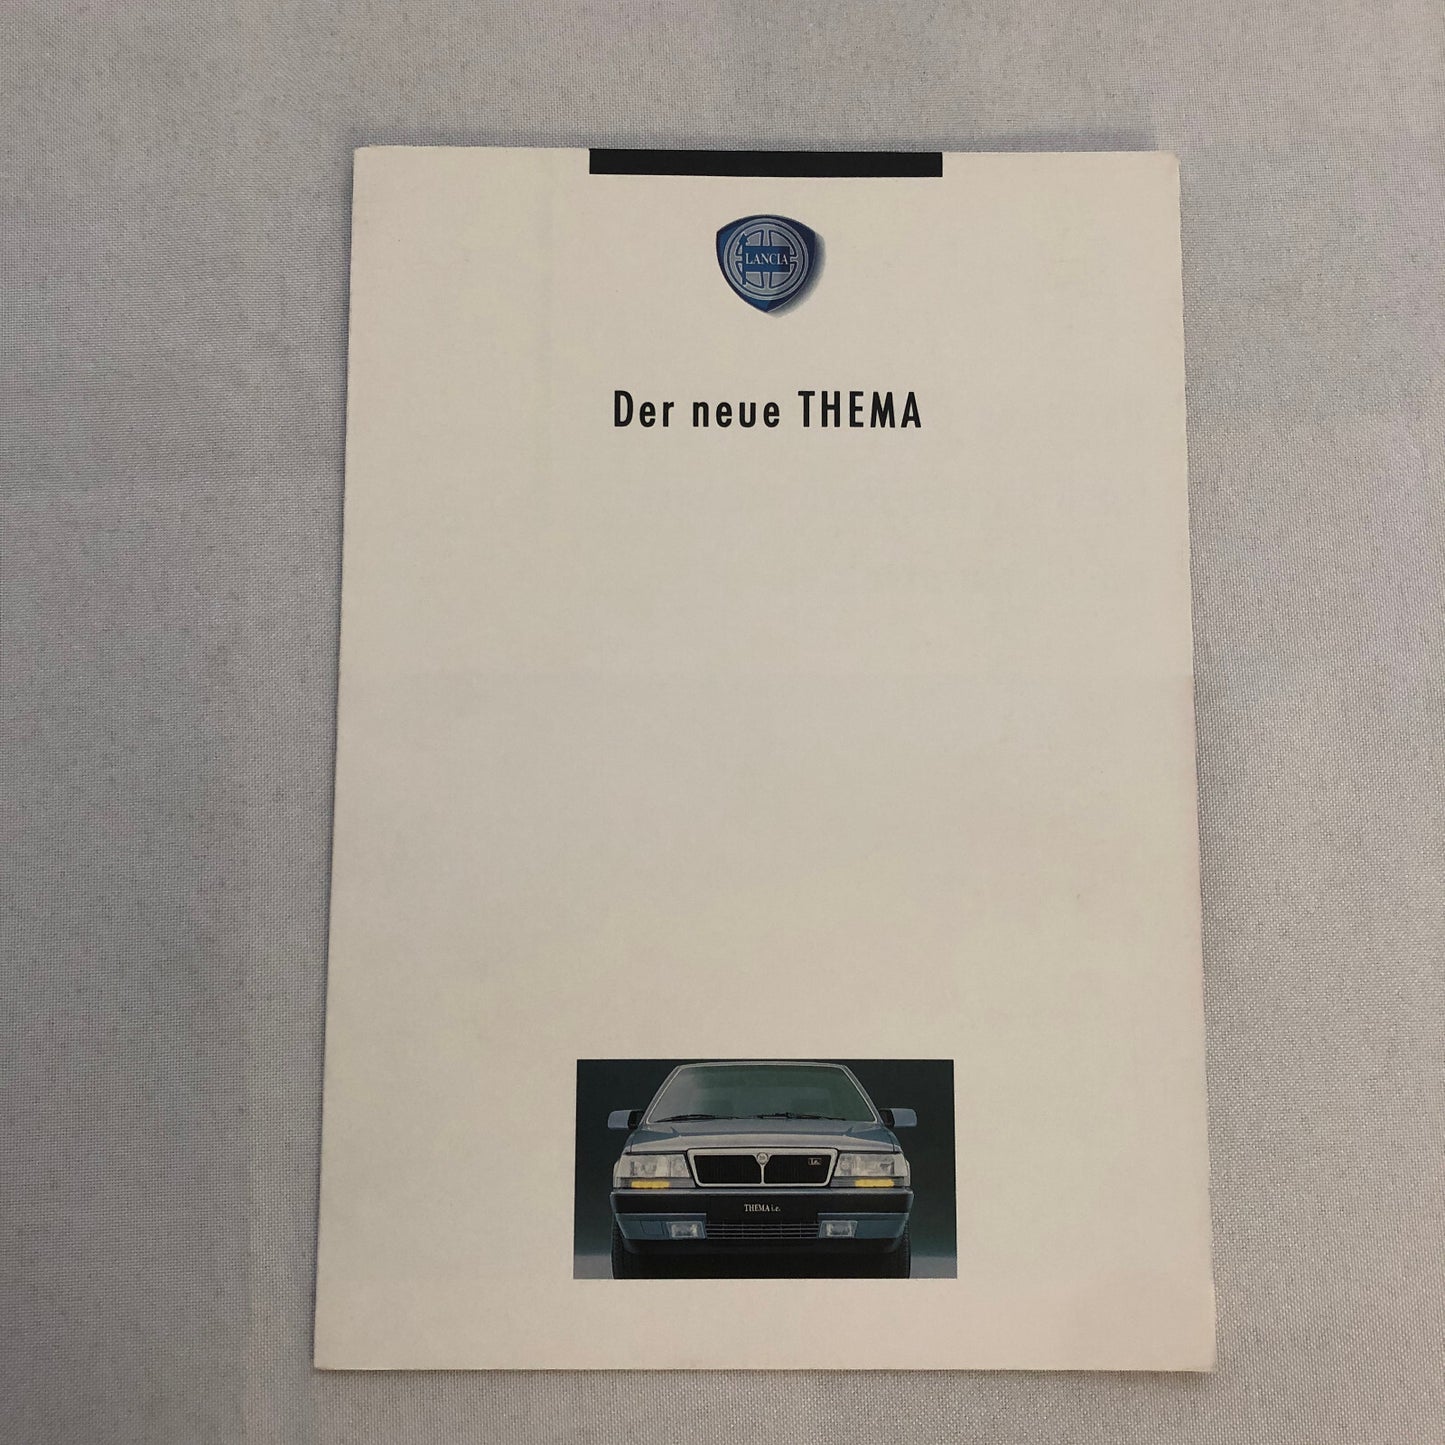 LANCIA
Der neue THEMA
i.e.
THEMA i.e.